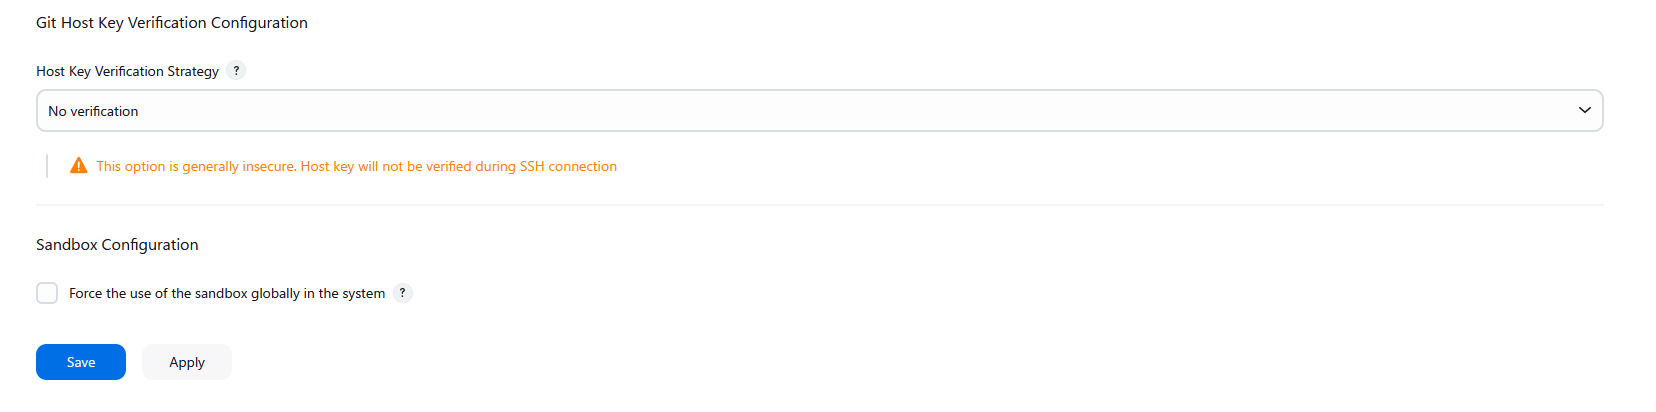 Git Host Key Verification Configuration
Host Key Verification Strategy ?
No verification
This option is generally insecure. Host key will not be verified during SSH connection
Sandbox Configuration
Force the use of the sandbox globally in the system ?
Save Apply